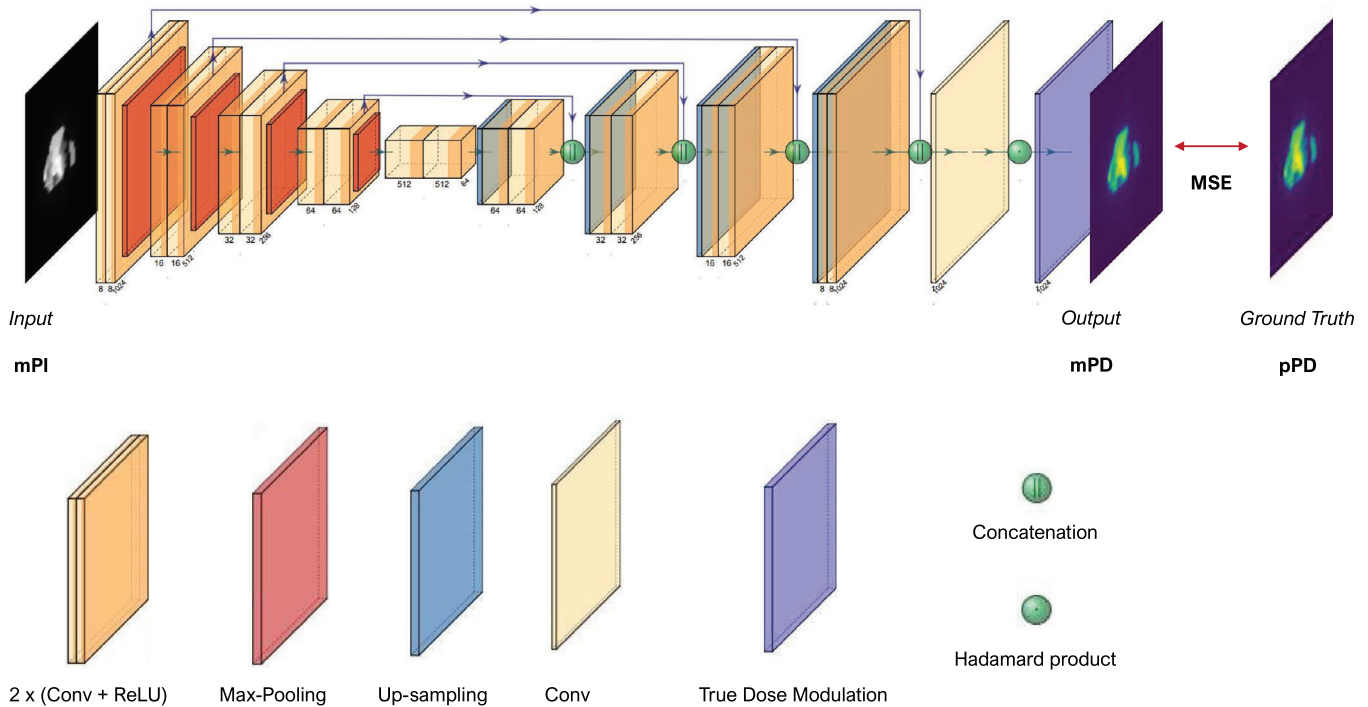 8 8 1024
16 16 512
32 32 256
64 64 128
512 512 64
64 64 128
32 32 256
16 16 512
8 8 1024
1 1024
1 1024
MSE
Input
Output
Ground Truth
mPI
mPD
pPD
Concatenation
Hadamard product
2 x (Conv + ReLU)
Max-Pooling
Up-sampling
Conv
True Dose Modulation